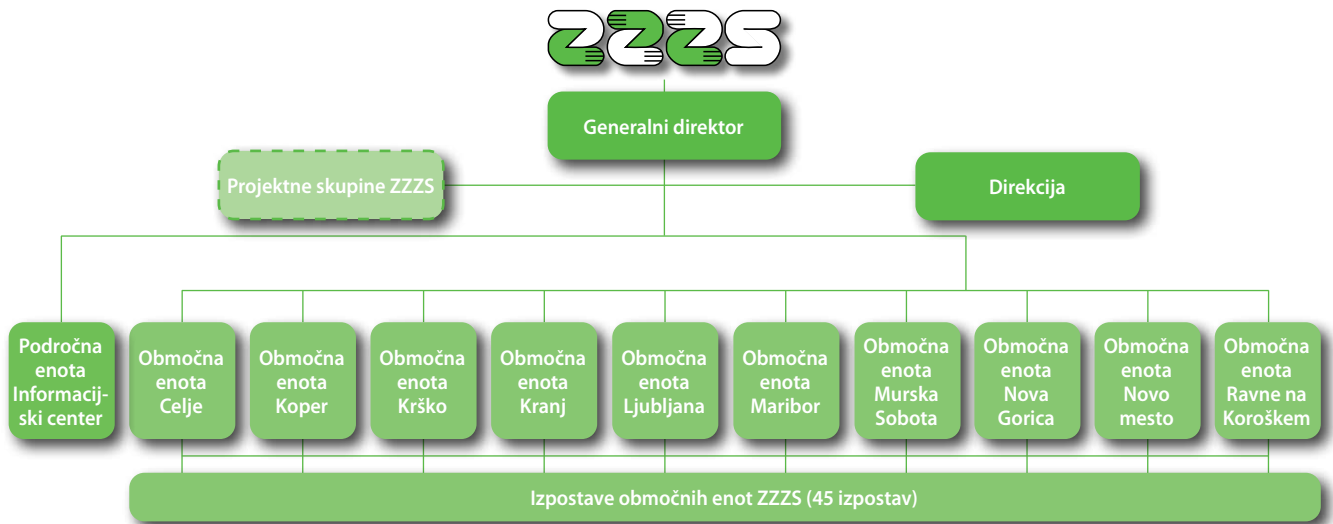 ZZZS
Generalni direktor
Projektne skupine ZZZS
Direkcija
Področna
enota
Informacij-
ski center
Območna
enota
Celje
Območna
enota
Koper
Območna
enota
Krško
Območna
enota
Kranj
Območna
enota
Ljubljana
Območna
enota
Maribor
Območna
enota
Murska
Sobota
Območna
enota
Nova
Gorica
Območna
enota
Novo
mesto
Območna
enota
Ravne na
Koroškem
Izpostave območnih enot ZZZS (45 izpostav)